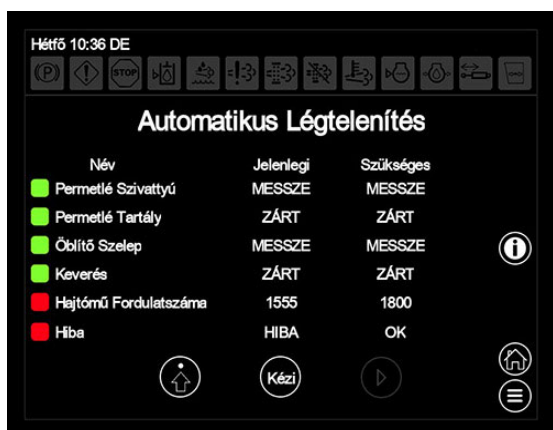 Hétfő 10:36 DE
STOP
Automatikus Légtelenítés
Név Jelenlegi Szükséges
Permetlé Szivattyú MESSZE MESSZE
Permetlé Tartály ZÁRT ZÁRT
Öblítő Szelep MESSZE MESSZE
Keverés ZÁRT ZÁRT
Hajtómű Fordulatszáma 1555 1800
Hiba HIBA OK
Kézi